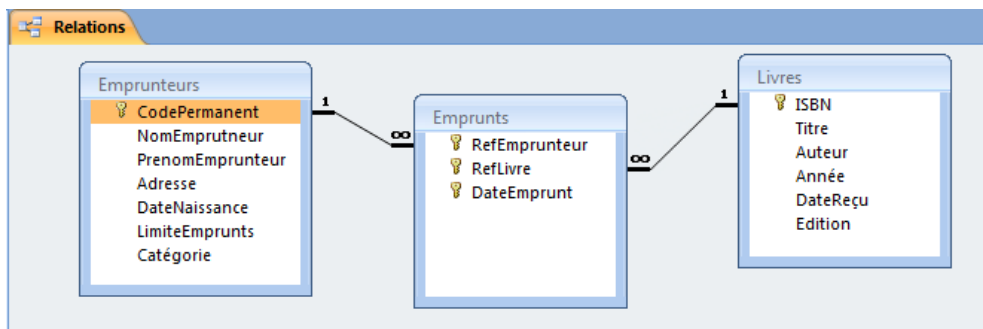 Relations
Emprunteurs
CodePermanent
NomEmprutneur
PrenomEmprunteur
Adresse
DateNaissance
LimiteEmprunts
Catégorie
1
∞
Emprunts
RefEmprunteur
RefLivre
DateEmprunt
∞
1
Livres
ISBN
Titre
Auteur
Année
DateReçu
Edition